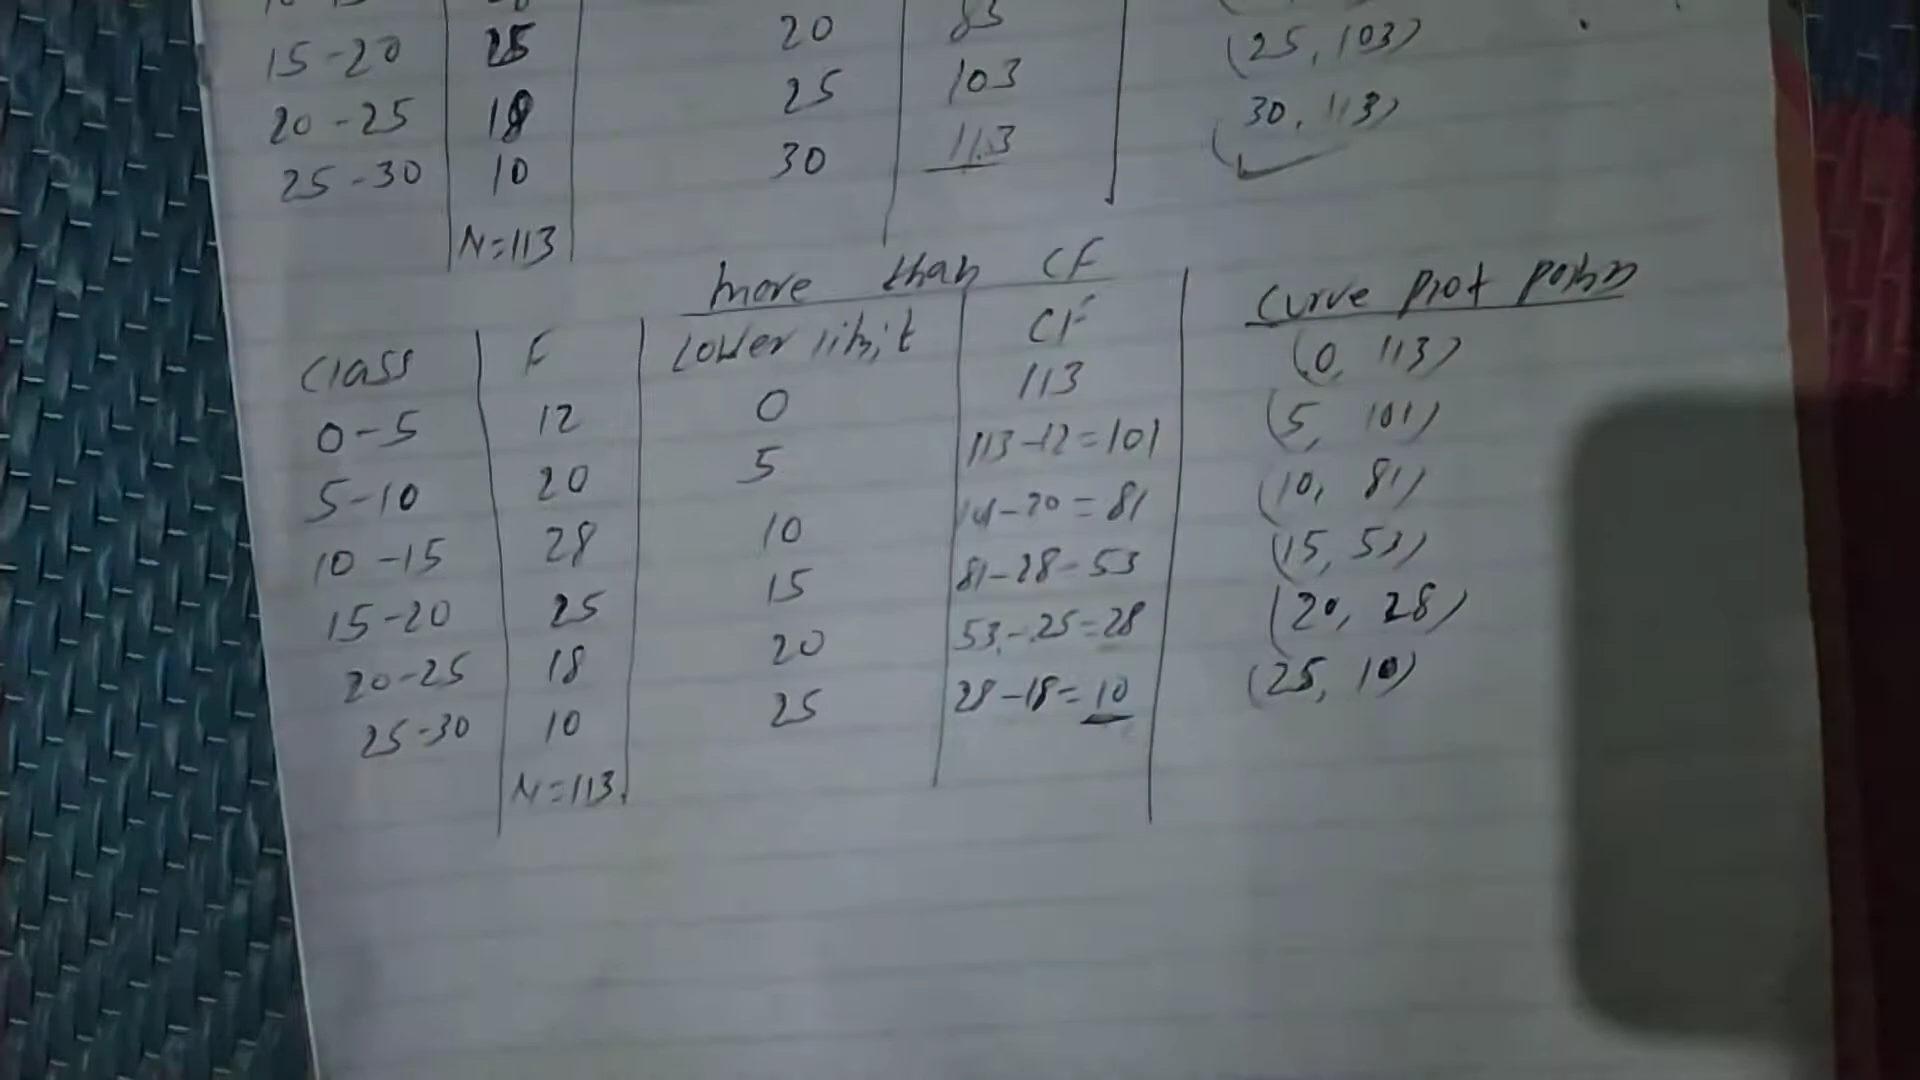 15-20 25 20 83 (25, 103)
20-25 18 25 103 (30, 113)
25-30 10 30 113
N=113
more than CF
Class F Lower limit CF Curve Plot points
0-5 12 0 113 (0, 113)
5-10 20 5 113-12=101 (5, 101)
10-15 28 10 101-20=81 (10, 81)
15-20 25 15 81-28=53 (15, 53)
20-25 18 20 53-25=28 (20, 28)
25-30 10 25 28-18=10 (25, 10)
N=113